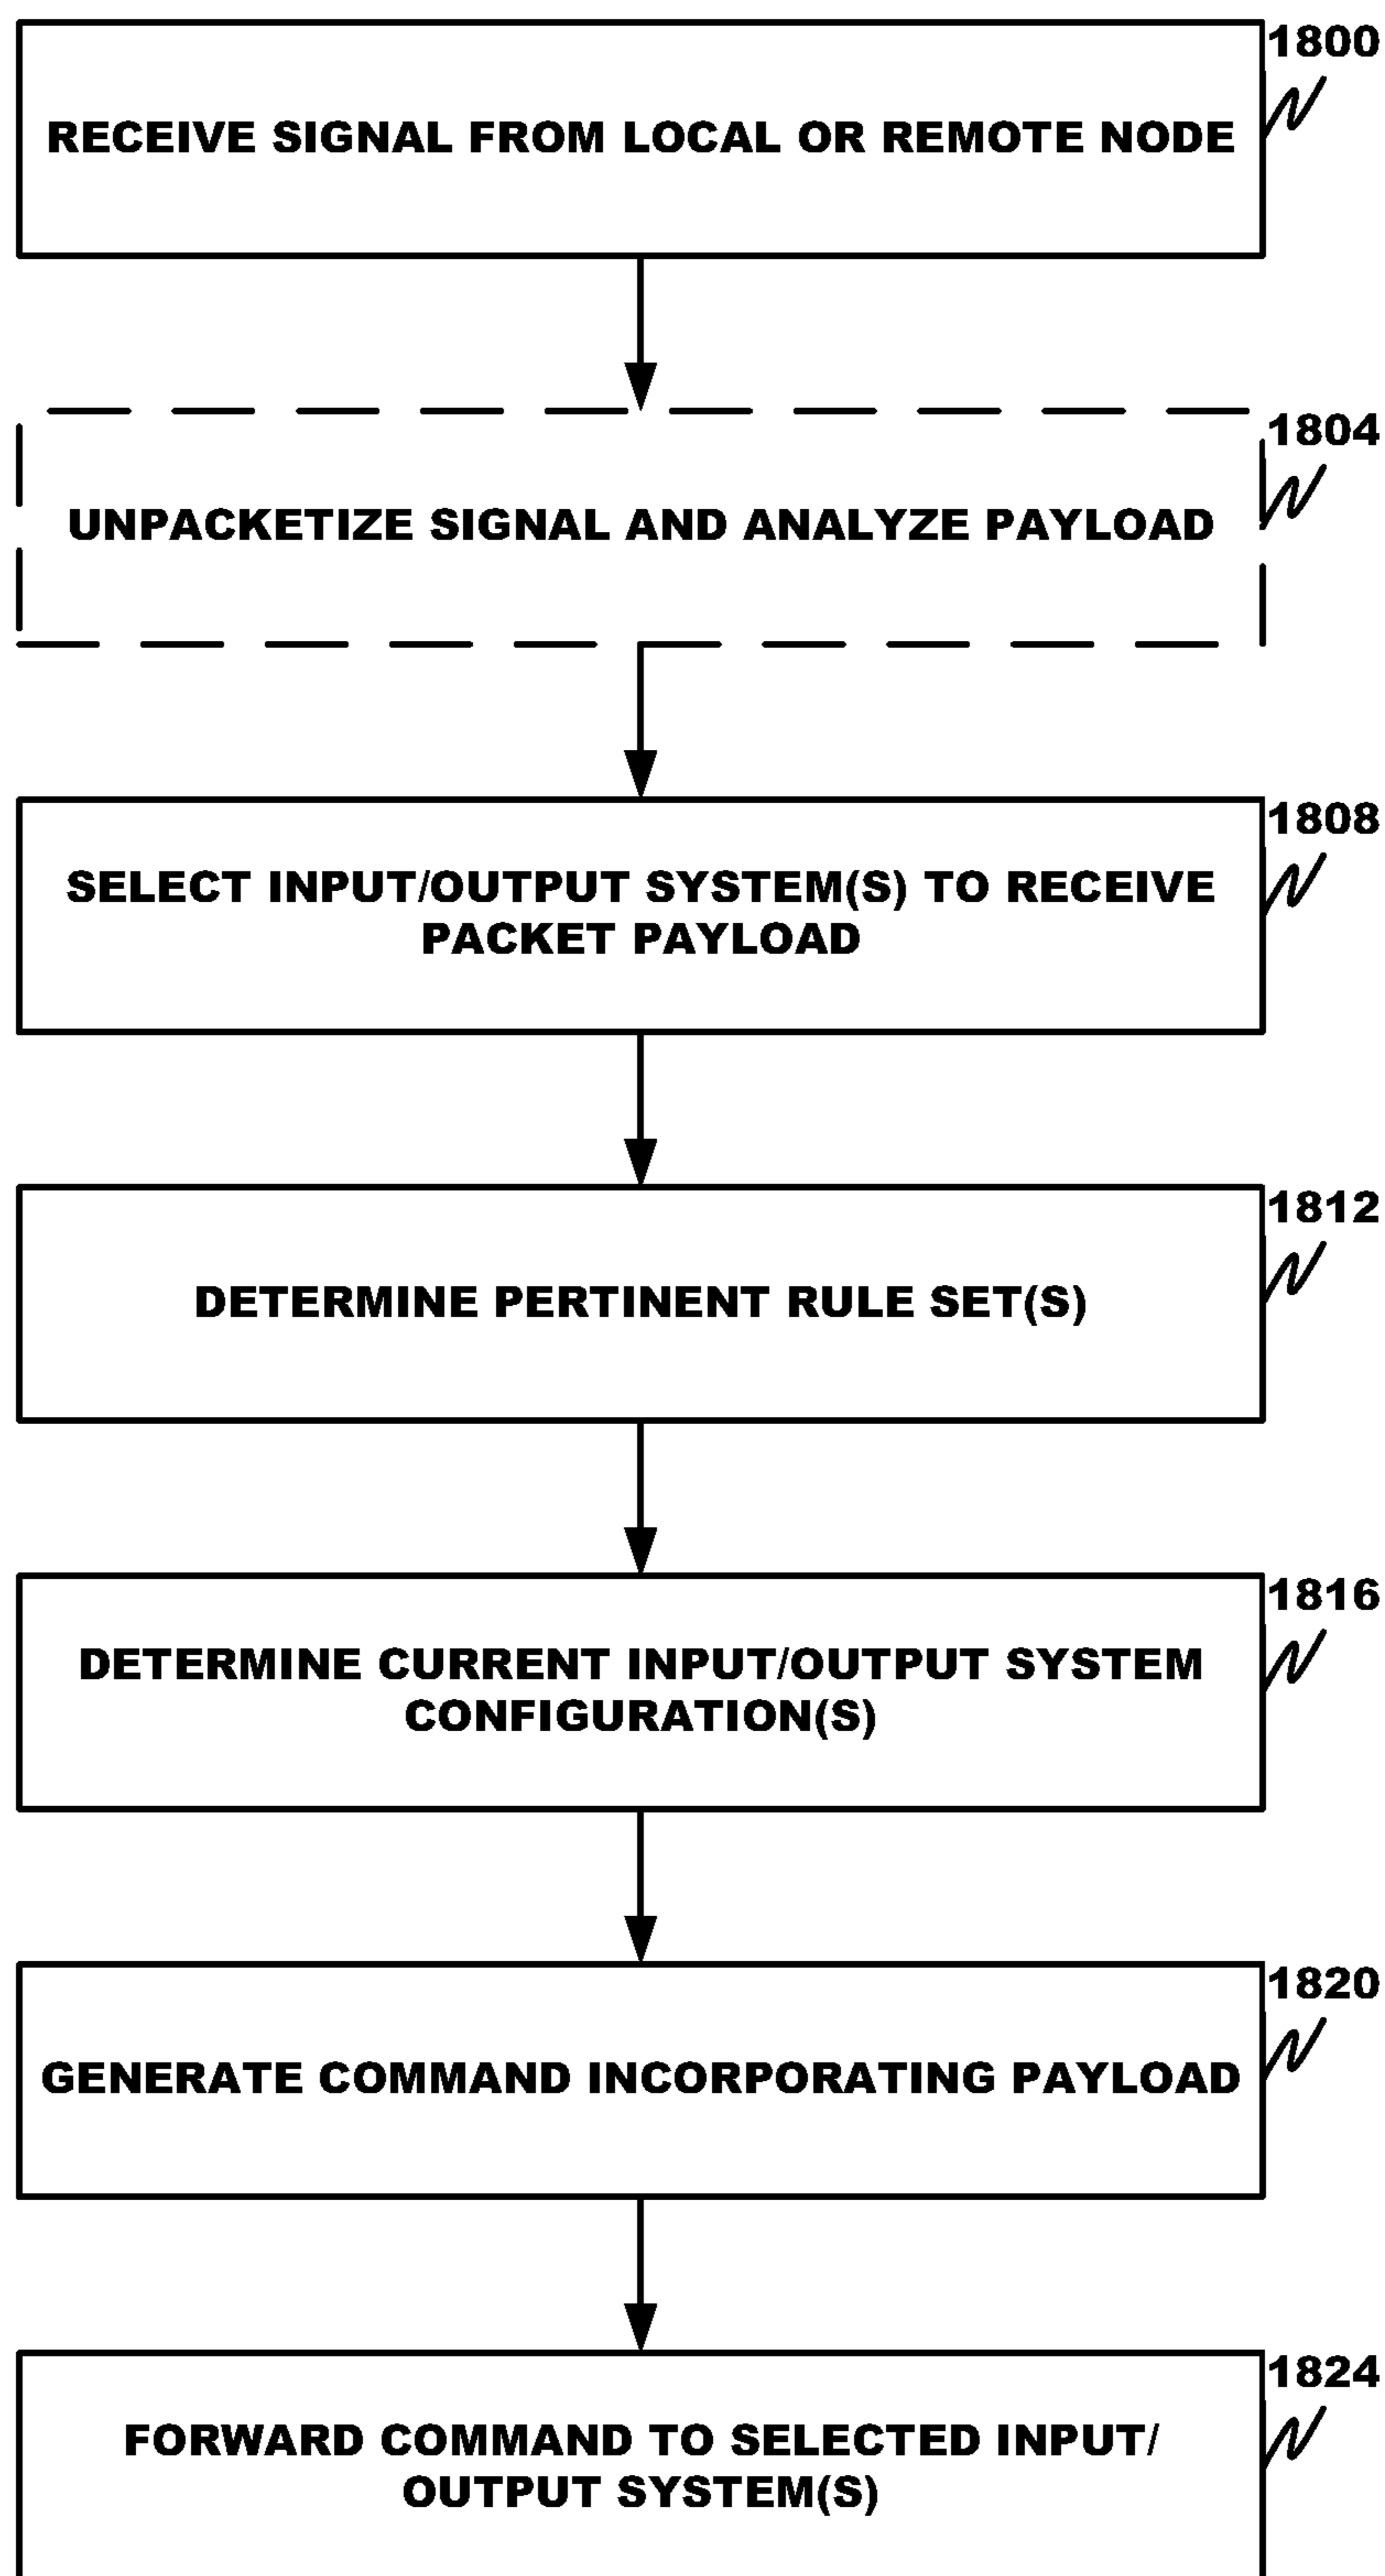 1800
RECEIVE SIGNAL FROM LOCAL OR REMOTE NODE
1804
UNPACKETIZE SIGNAL AND ANALYZE PAYLOAD
1808
SELECT INPUT/OUTPUT SYSTEM(S) TO RECEIVE
PACKET PAYLOAD
1812
DETERMINE PERTINENT RULE SET(S)
1816
DETERMINE CURRENT INPUT/OUTPUT SYSTEM
CONFIGURATION(S)
1820
GENERATE COMMAND INCORPORATING PAYLOAD
1824
FORWARD COMMAND TO SELECTED INPUT/
OUTPUT SYSTEM(S)